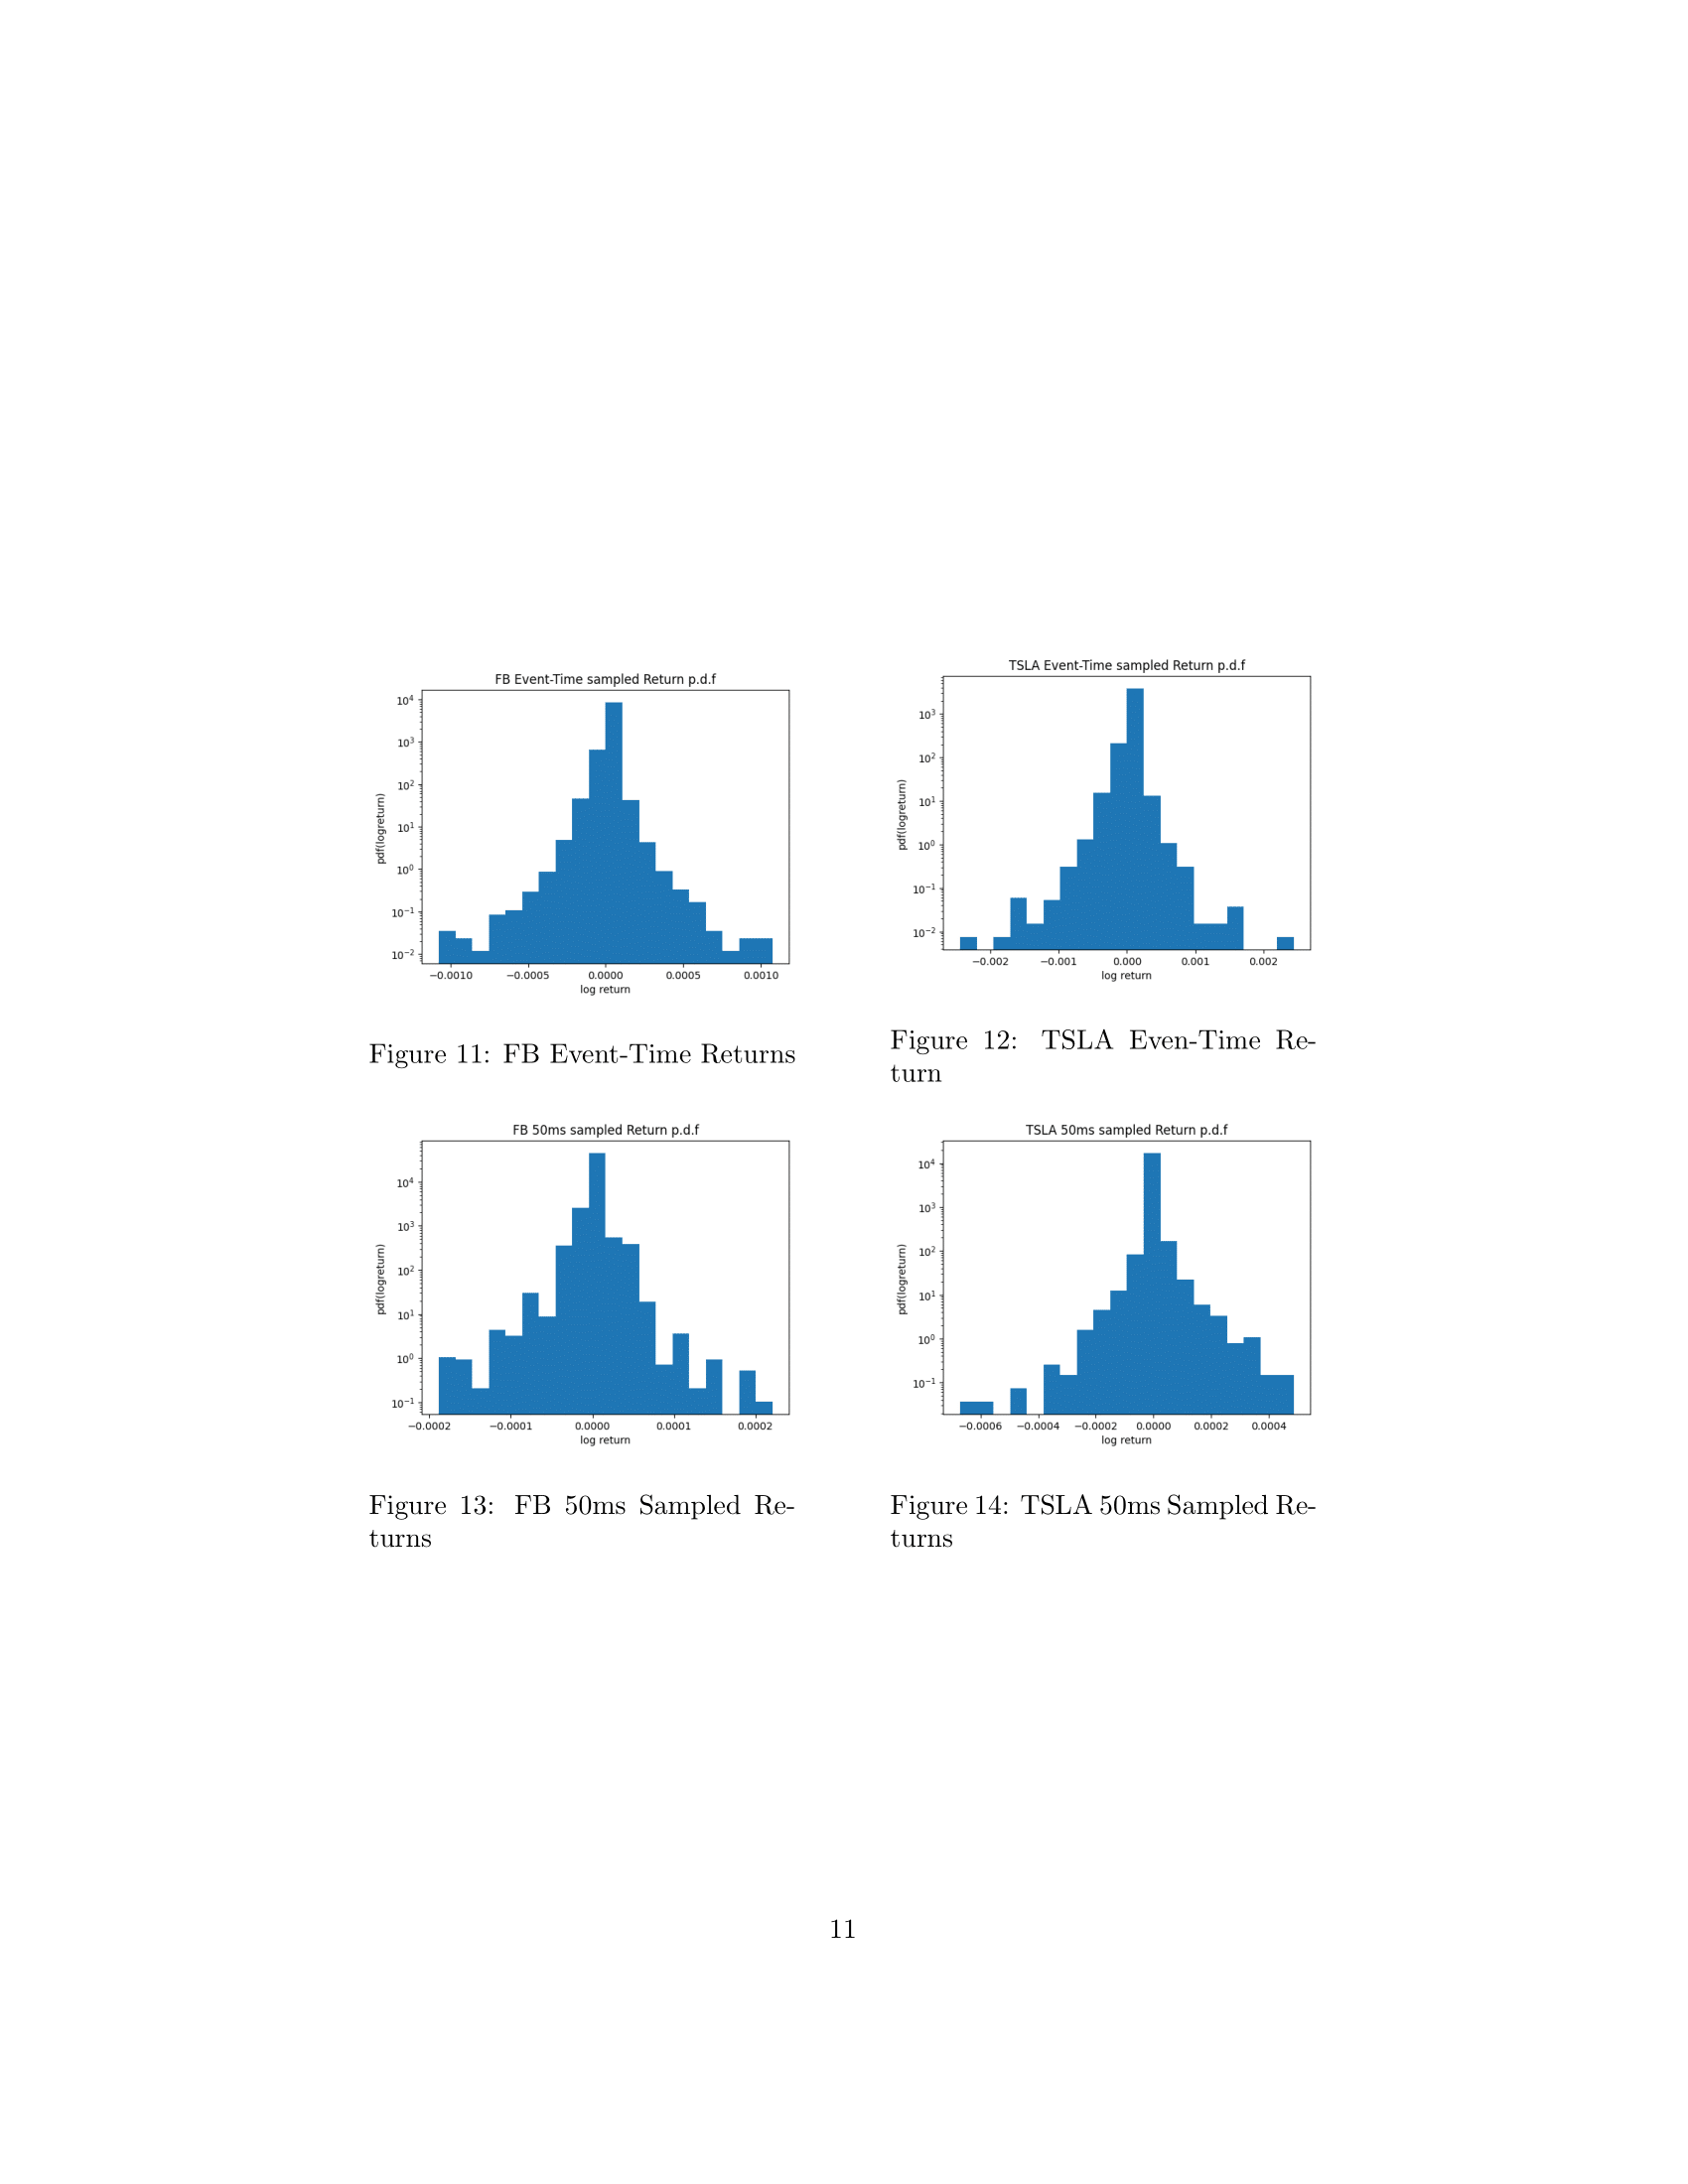 FB Event-Time sampled Return p.d.f
10⁴
10³
10²
10¹
10⁰
10⁻¹
10⁻²
pdf(logreturn)
−0.0010 −0.0005 0.0000 0.0005 0.0010
log return
Figure 11: FB Event-Time Returns
TSLA Event-Time sampled Return p.d.f
10³
10²
10¹
10⁰
10⁻¹
10⁻²
pdf(logreturn)
−0.002 −0.001 0.000 0.001 0.002
log return
Figure 12: TSLA Even-Time Re-
turn
FB 50ms sampled Return p.d.f
10⁴
10³
10²
10¹
10⁰
10⁻¹
pdf(logreturn)
−0.0002 −0.0001 0.0000 0.0001 0.0002
log return
Figure 13: FB 50ms Sampled Re-
turns
TSLA 50ms sampled Return p.d.f
10⁴
10³
10²
10¹
10⁰
10⁻¹
pdf(logreturn)
−0.0006 −0.0004 −0.0002 0.0000 0.0002 0.0004
log return
Figure 14: TSLA 50ms Sampled Re-
turns
11